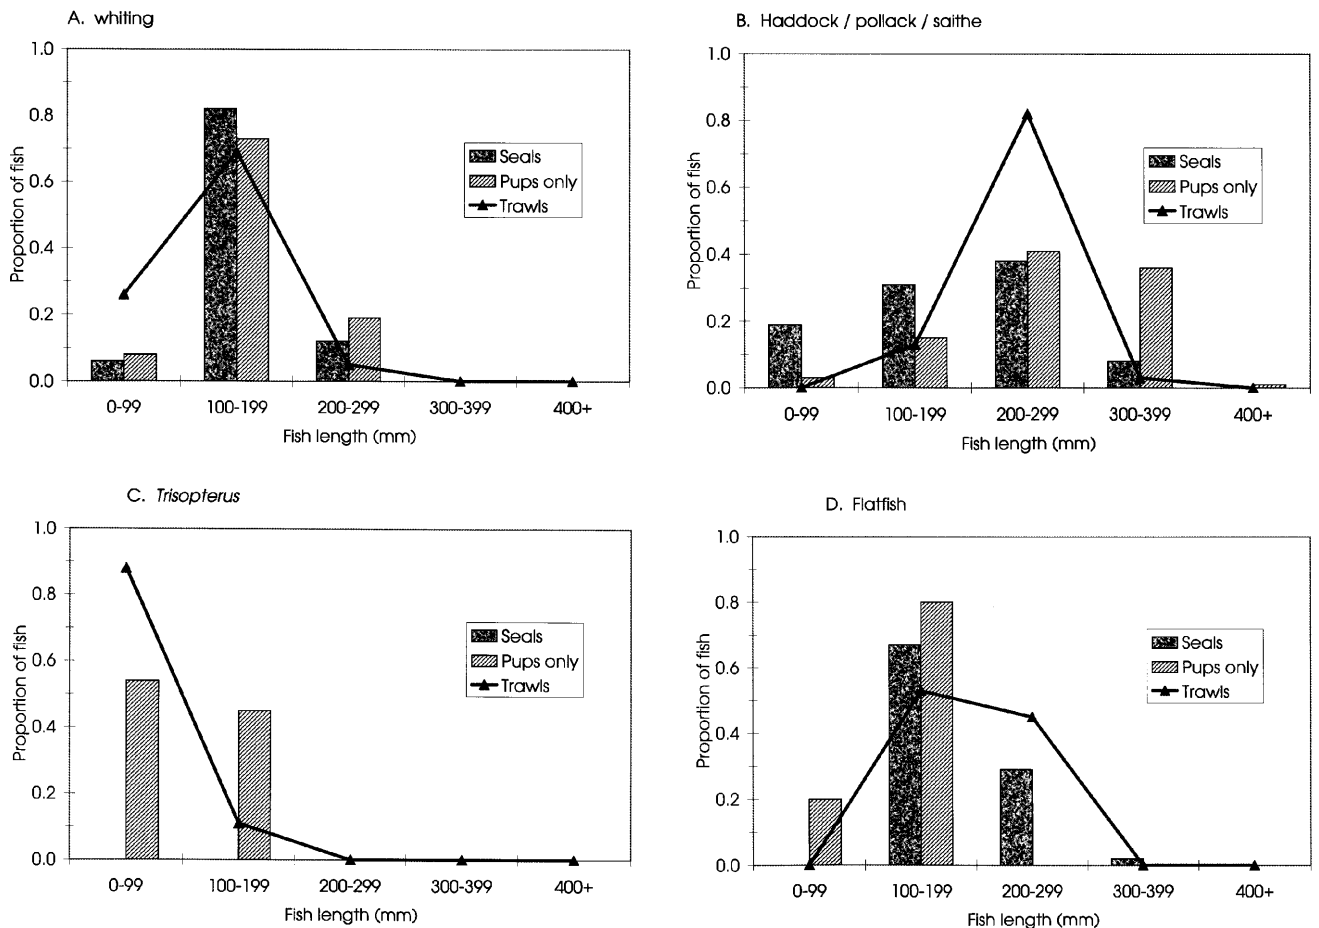 A. whiting
1.0
0.8
0.6
0.4
0.2
0.0
Proportion of fish
Seals
Pups only
Trawls
0-99 100-199 200-299 300-399 400+
Fish length (mm)
B. Haddock / pollack / saithe
1.0
0.8
0.6
0.4
0.2
0.0
Proportion of fish
Seals
Pups only
Trawls
0-99 100-199 200-299 300-399 400+
Fish length (mm)
C. Trisopterus
1.0
0.8
0.6
0.4
0.2
0.0
Proportion of fish
Seals
Pups only
Trawls
0-99 100-199 200-299 300-399 400+
Fish length (mm)
D. Flatfish
1.0
0.8
0.6
0.4
0.2
0.0
Proportion of fish
Seals
Pups only
Trawls
0-99 100-199 200-299 300-399 400+
Fish length (mm)